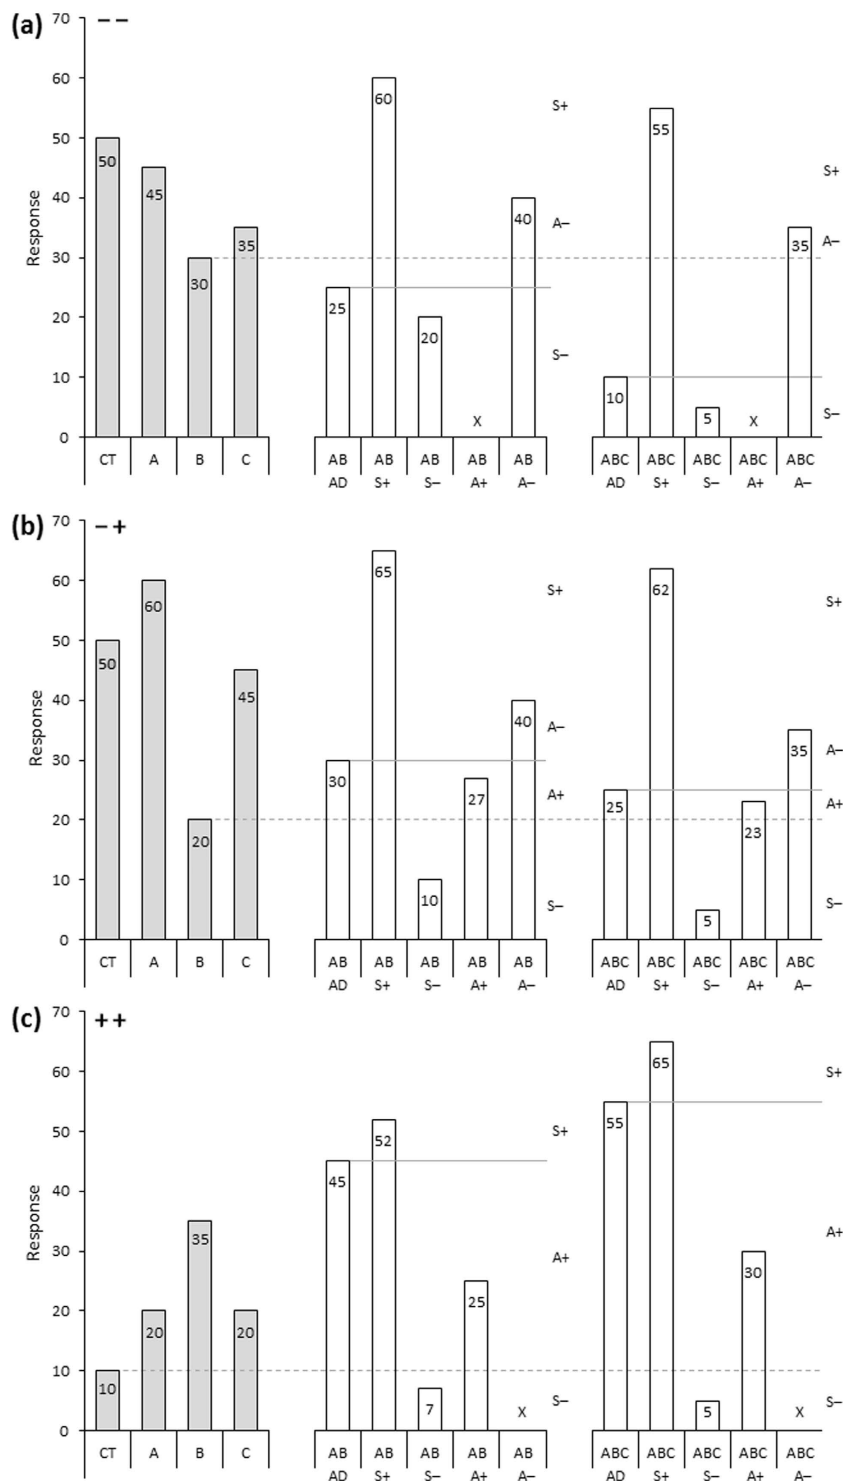 (a)
– –
70
60
50
40
30
20
10
0
Response
50
45
30
35
25
60
20
X
40
10
55
5
X
35
S+
A–
S–
S+
A–
S–
CT A B C AB AB AB AB AB ABC ABC ABC ABC ABC
AD S+ S– A+ A– AD S+ S– A+ A–
(b)
– +
70
60
50
40
30
20
10
0
Response
50
60
20
45
30
65
10
27
40
25
62
5
23
35
S+
A–
A+
S–
S+
A–
A+
S–
CT A B C AB AB AB AB AB ABC ABC ABC ABC ABC
AD S+ S– A+ A– AD S+ S– A+ A–
(c)
++
70
60
50
40
30
20
10
0
Response
10
20
35
20
45
52
7
25
X
55
65
5
30
X
S+
A+
S–
S+
A+
S–
CT A B C AB AB AB AB AB ABC ABC ABC ABC ABC
AD S+ S– A+ A– AD S+ S– A+ A–